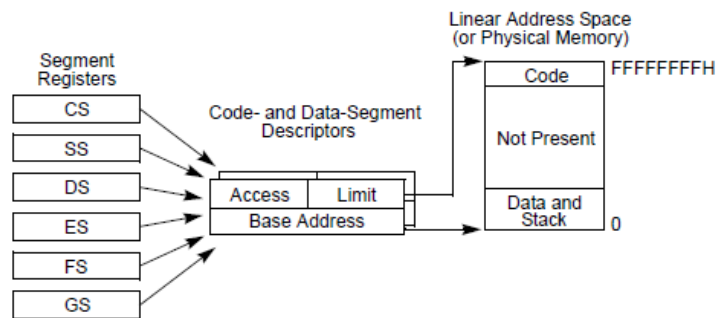 Linear Address Space
(or Physical Memory)
Segment
Registers
Code- and Data-Segment
Descriptors
CS
SS
DS
ES
FS
GS
Access
Limit
Base Address
Code
FFFFFFFFH
Not Present
Data and
Stack
0